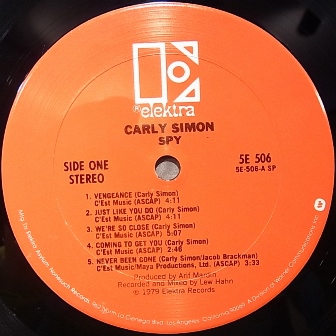 elektra
CARLY SIMON
SPY
SIDE ONE
STEREO
5E 506
5E-506-A SP
1. VENGEANCE (Carly Simon)
C'Est Music (ASCAP) 4:11
2. JUST LIKE YOU DO (Carly Simon)
C'Est Music (ASCAP) 4:11
3. WE'RE SO CLOSE (Carly Simon)
C'Est Music (ASCAP) 5:07
4. COMING TO GET YOU (Carly Simon)
C'Est Music (ASCAP) 2:46
5. NEVER BEEN GONE (Carly Simon/Jacob Brackman)
C'Est Music/Maya Productions, Ltd. (ASCAP) 3:33
Produced by Arif Mardin
Recorded and Mixed by Lew Hahn
© 1979 Elektra Records